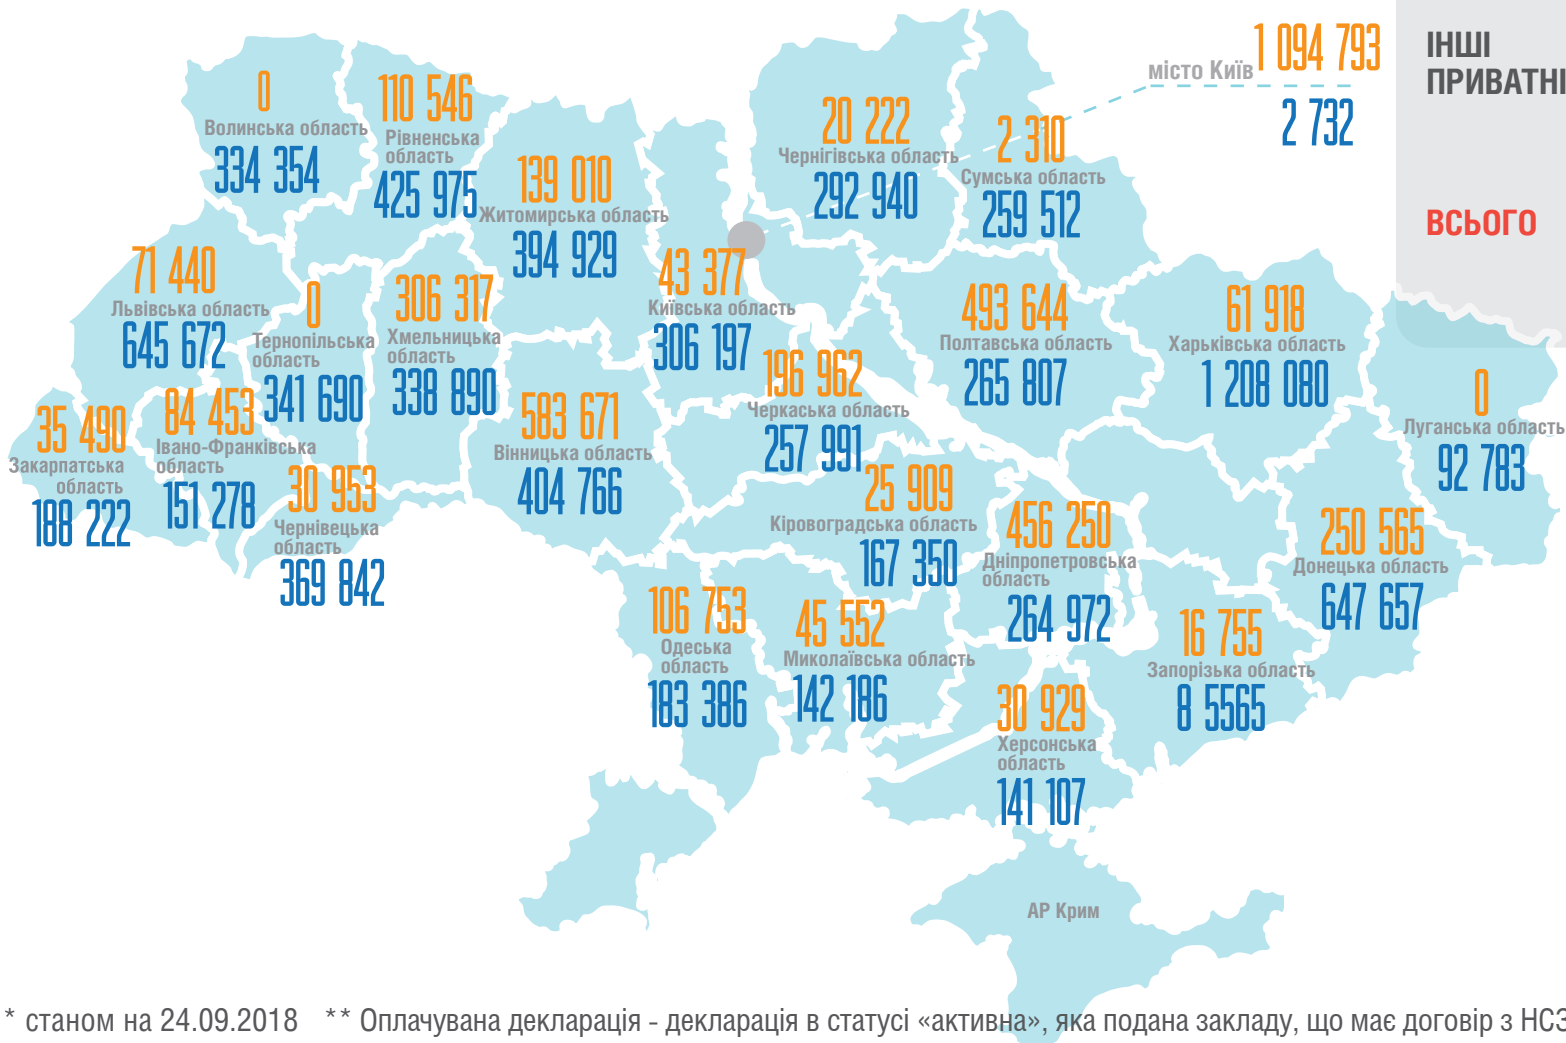 1 094 793
місто Київ
2 732
ІНШІ
ПРИВАТНІ
ВСЬОГО
0
Волинська область
334 354
110 546
Рівненська
область
425 975
139 010
Житомирська область
394 929
20 222
Чернігівська область
292 940
2 310
Сумська область
259 512
71 440
Львівська область
645 672
0
Тернопільська
область
341 690
306 317
Хмельницька
область
338 890
43 377
Київська область
306 197
493 644
Полтавська область
265 807
61 918
Харківська область
1 208 080
0
Луганська область
92 783
35 490
Закарпатська
область
188 222
84 453
Івано-Франківська
область
151 278
30 953
Чернівецька
область
369 842
583 671
Вінницька область
404 766
196 962
Черкаська область
257 991
25 909
Кіровоградська область
167 350
456 250
Дніпропетровська
область
264 972
250 565
Донецька область
647 657
106 753
Одеська
область
183 386
45 552
Миколаївська область
142 186
16 755
Запорізька область
8 5565
30 929
Херсонська
область
141 107
АР Крим
* станом на 24.09.2018 ** Оплачувана декларація - декларація в статусі «активна», яка подана закладу, що має договір з НСЗ